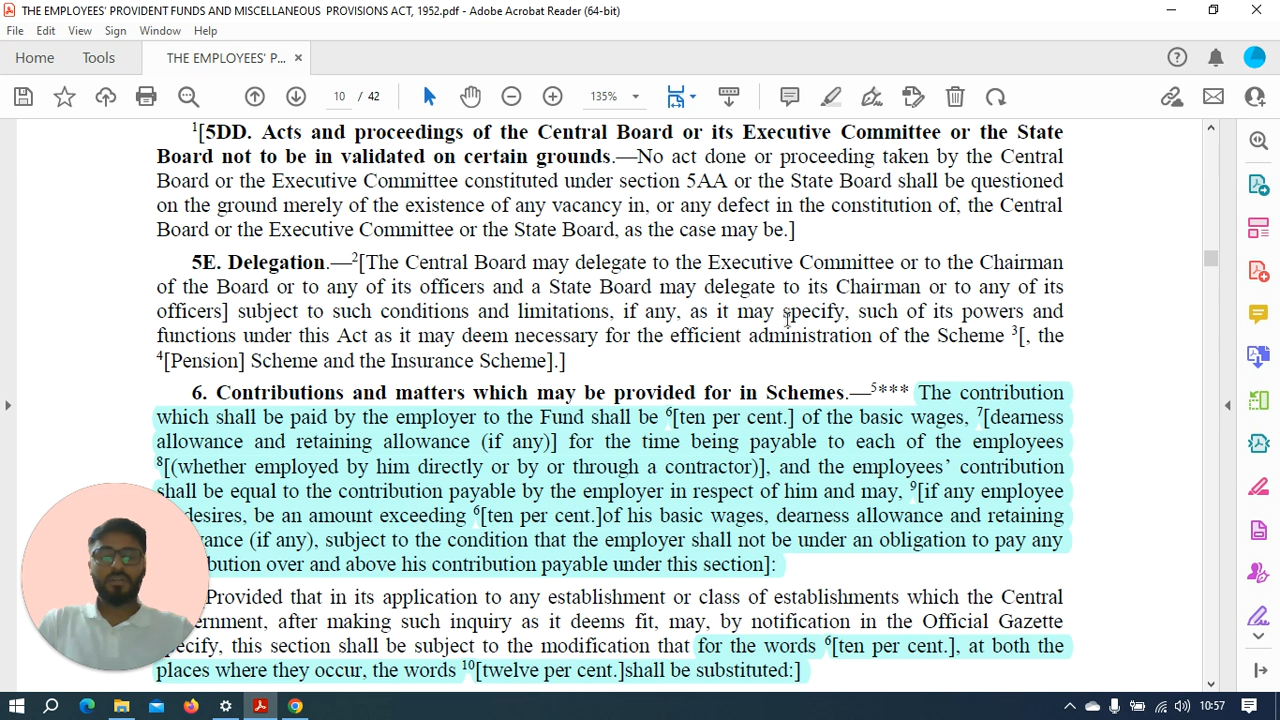 THE EMPLOYEES' PROVIDENT FUNDS AND MISCELLANEOUS PROVISIONS ACT, 1952.pdf - Adobe Acrobat Reader (64-bit)
File Edit View Sign Window Help
Home Tools THE EMPLOYEES' P... ×
10 / 42 135%
1[5DD. Acts and proceedings of the Central Board or its Executive Committee or the State
Board not to be in validated on certain grounds.—No act done or proceeding taken by the Central
Board or the Executive Committee constituted under section 5AA or the State Board shall be questioned
on the ground merely of the existence of any vacancy in, or any defect in the constitution of, the Central
Board or the Executive Committee or the State Board, as the case may be.]
5E. Delegation.—2[The Central Board may delegate to the Executive Committee or to the Chairman
of the Board or to any of its officers and a State Board may delegate to its Chairman or to any of its
officers] subject to such conditions and limitations, if any, as it may specify, such of its powers and
functions under this Act as it may deem necessary for the efficient administration of the Scheme 3[, the
4[Pension] Scheme and the Insurance Scheme].]
6. Contributions and matters which may be provided for in Schemes.—5*** The contribution
which shall be paid by the employer to the Fund shall be 6[ten per cent.] of the basic wages, 7[dearness
allowance and retaining allowance (if any)] for the time being payable to each of the employees
8[(whether employed by him directly or by or through a contractor)], and the employees' contribution
shall be equal to the contribution payable by the employer in respect of him and may, 9[if any employee
desires, be an amount exceeding 6[ten per cent.]of his basic wages, dearness allowance and retaining
(if any), subject to the condition that the employer shall not be under an obligation to pay any
over and above his contribution payable under this section]:
Provided that in its application to any establishment or class of establishments which the Central
after making such inquiry as it deems fit, may, by notification in the Official Gazette
this section shall be subject to the modification that for the words 6[ten per cent.], at both the
places where they occur, the words 10[twelve per cent.]shall be substituted:]
10:57